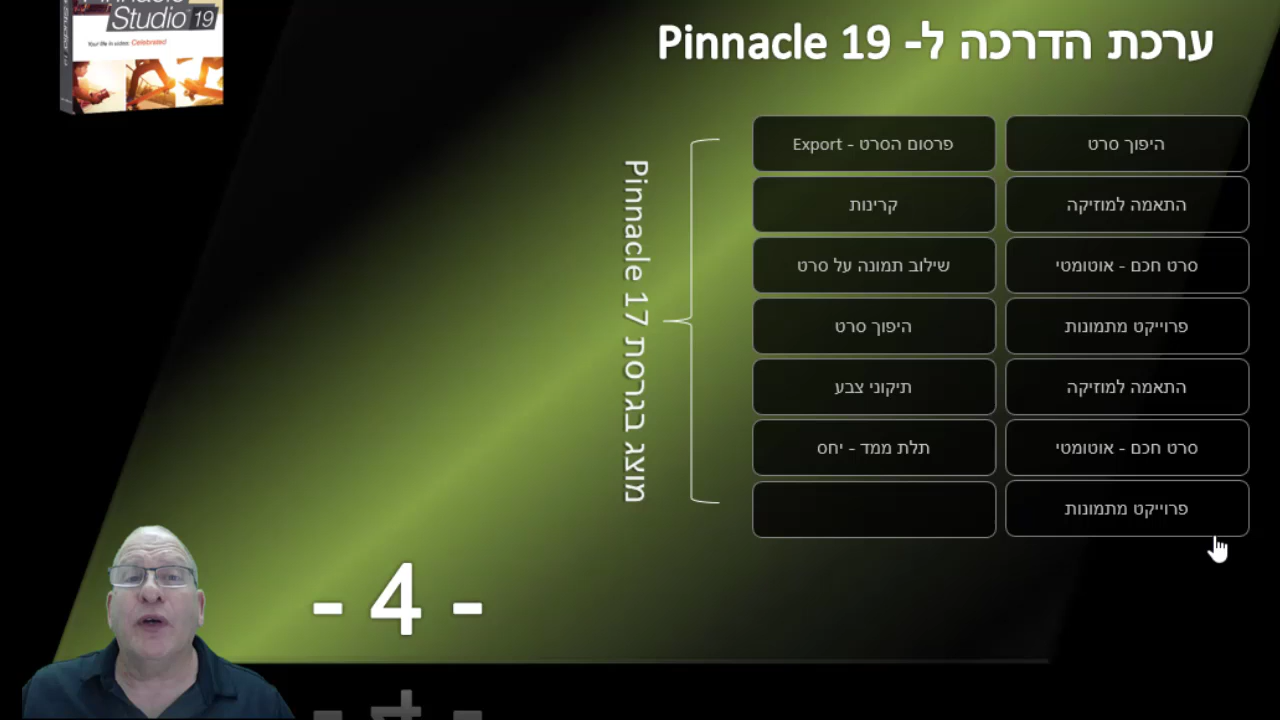 Pinnacle
Studio 19
Your life in video. Celebrated
ערכת הדרכה ל- Pinnacle 19
היפוך סרט
פרסום הסרט - Export
התאמה למוזיקה
קרינות
סרט חכם - אוטומטי
שילוב תמונה על סרט
פרוייקט מתמונות
היפוך סרט
התאמה למוזיקה
תיקוני צבע
סרט חכם - אוטומטי
תלת ממד - יחס
פרוייקט מתמונות
מוצג בגרסת Pinnacle 17
- 4 -